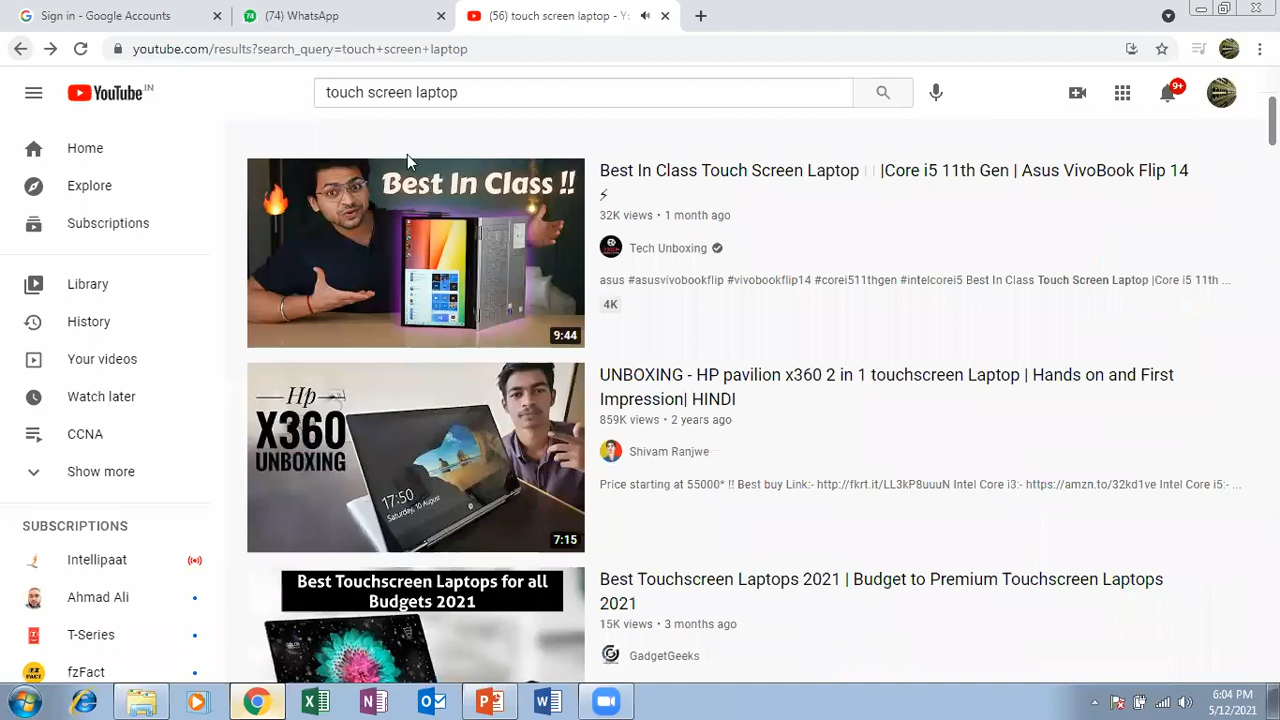 Sign in - Google Accounts
74
(74) WhatsApp
(56) touch screen laptop - Y
youtube.com/results?search_query=touch+screen+laptop
YouTube IN
touch screen laptop
9+
Home
Explore
Subscriptions
Library
History
Your videos
Watch later
CCNA
Show more
SUBSCRIPTIONS
Intellipaat
Ahmad Ali
T-Series
fzFact
Best In Class !!
9:44
Best In Class Touch Screen Laptop |Core i5 11th Gen | Asus VivoBook Flip 14
32K views • 1 month ago
Tech Unboxing
asus #asusvivobookflip #vivobookflip14 #corei511thgen #intelcorei5 Best In Class Touch Screen Laptop |Core i5 11th ...
4K
Hp
X360
UNBOXING
17:50
Saturday, 10 August
7:15
UNBOXING - HP pavilion x360 2 in 1 touchscreen Laptop | Hands on and First
Impression| HINDI
859K views • 2 years ago
Shivam Ranjwe
Price starting at 55000* !! Best buy Link:- http://fkrt.it/LL3kP8uuuN Intel Core i3:- https://amzn.to/32kd1ve Intel Core i5:- ...
Best Touchscreen Laptops for all
Budgets 2021
Best Touchscreen Laptops 2021 | Budget to Premium Touchscreen Laptops
2021
15K views • 3 months ago
GadgetGeeks
6:04 PM
5/12/2021